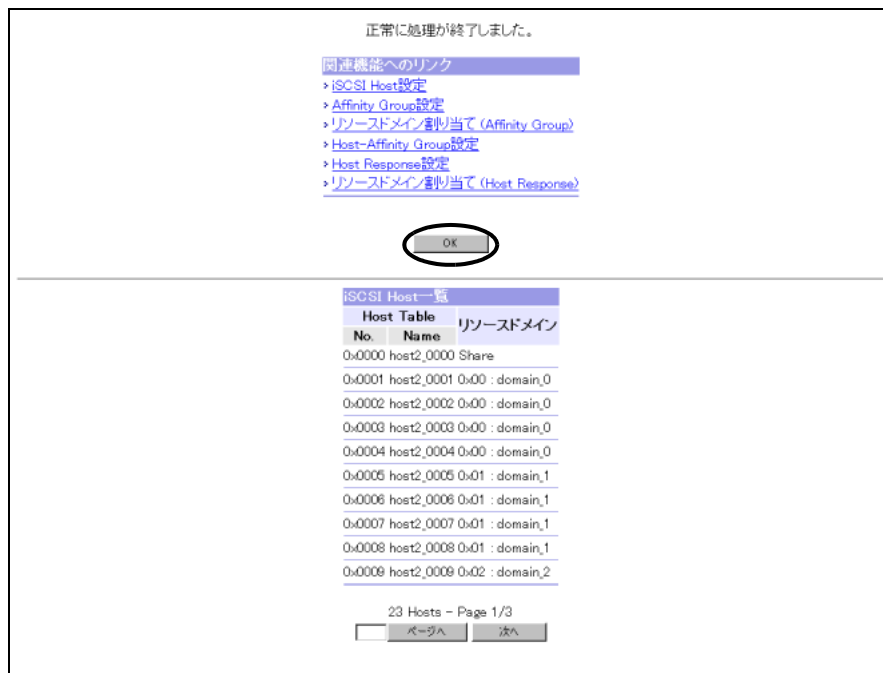 正常に処理が終了しました。
関連機能へのリンク
iSCSI Host設定
Affinity Group設定
リソースドメイン割り当て (Affinity Group)
Host-Affinity Group設定
Host Response設定
リソースドメイン割り当て (Host Response)
OK
iSCSI Host一覧
Host Table リソースドメイン
No. Name
0x0000 host2_0000 Share
0x0001 host2_0001 0x00 : domain_0
0x0002 host2_0002 0x00 : domain_0
0x0003 host2_0003 0x00 : domain_0
0x0004 host2_0004 0x00 : domain_0
0x0005 host2_0005 0x01 : domain_1
0x0006 host2_0006 0x01 : domain_1
0x0007 host2_0007 0x01 : domain_1
0x0008 host2_0008 0x01 : domain_1
0x0009 host2_0009 0x02 : domain_2
23 Hosts - Page 1/3
ページへ 次へ